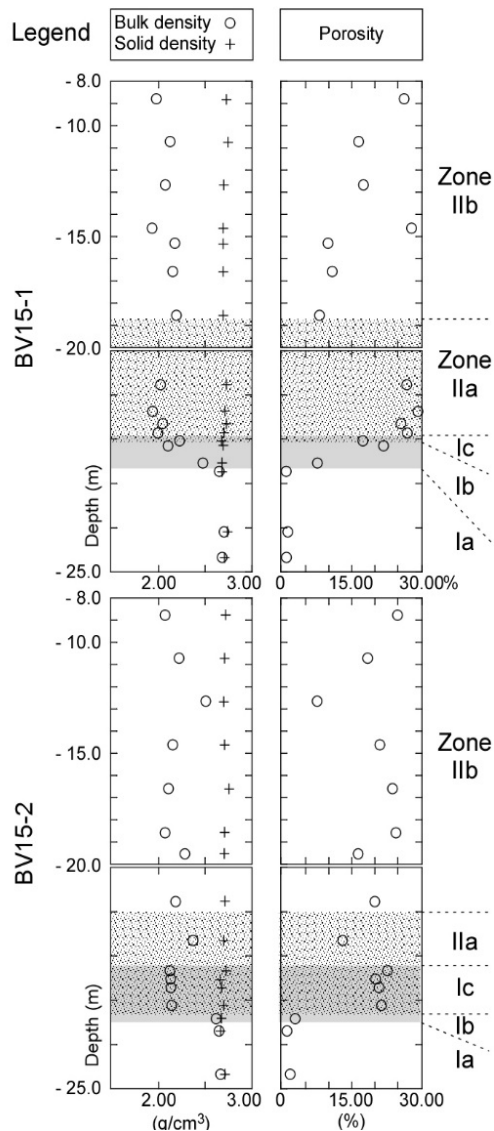 Legend
Bulk density ○
Solid density +
Porosity
- 8.0
- 10.0
- 15.0
- 20.0
- 25.0
BV15-1
Depth (m)
Zone
IIb
Zone
IIa
Ic
Ib
Ia
2.00 3.00 0 15.00 30.00%
- 8.0
- 10.0
- 15.0
- 20.0
- 25.0
BV15-2
Depth (m)
Zone
IIb
IIa
Ic
Ib
Ia
2.00 3.00 0 15.00 30.00
(g/cm³) (%)